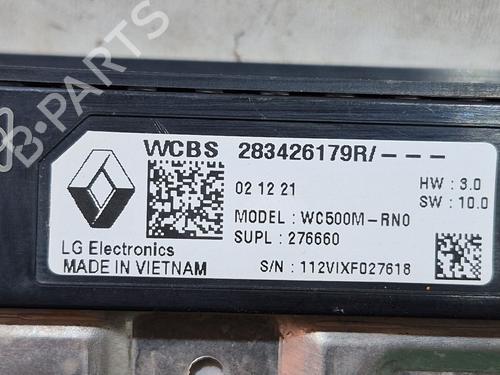 WCBS 283426179R/---
02 12 21
HW : 3.0
SW : 10.0
MODEL : WC500M-RN0
SUPL : 276660
LG Electronics
MADE IN VIETNAM
S/N : 112VIXF027618
B-PARTS